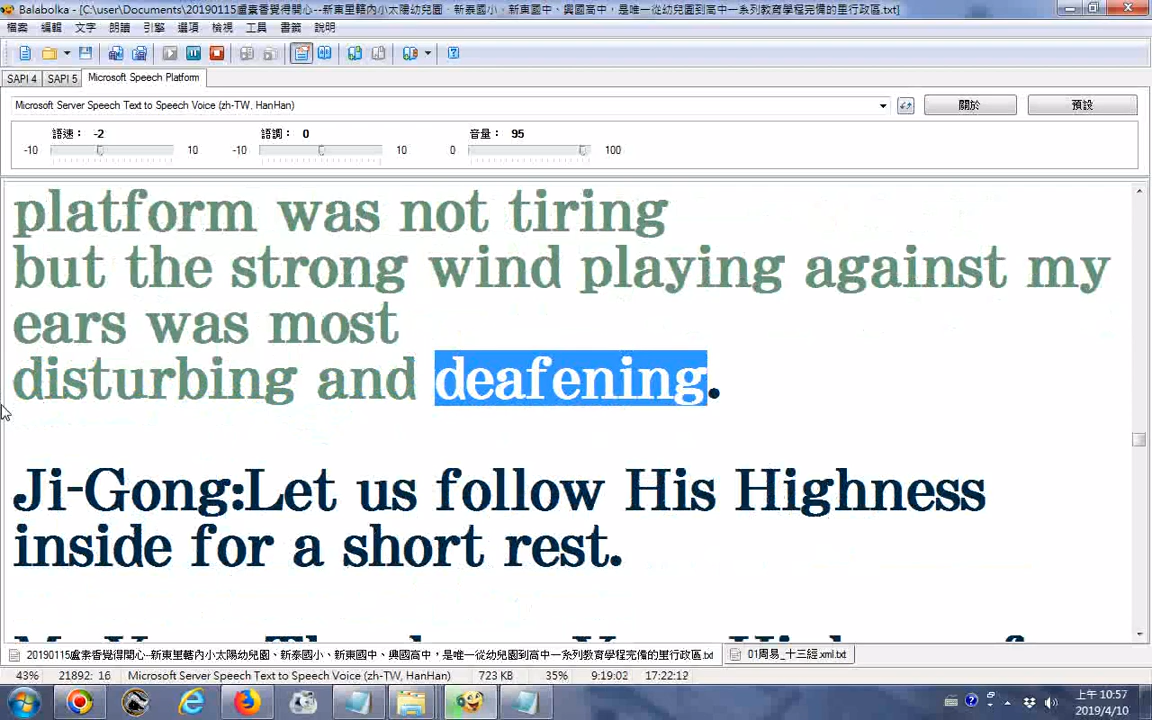 Balabolka - [C:\user\Documents\20190115盧素香覺得開心--新東里轄內小太陽幼兒園、新泰國小、新東國中、興國高中，是唯一從幼兒園到高中一系列教育學程完備的里行政區.txt]
檔案 編輯 文字 朗讀 引擎 選項 檢視 工具 書籤 說明
SAPI 4 SAPI 5 Microsoft Speech Platform
Microsoft Server Speech Text to Speech Voice (zh-TW, HanHan) 關於 預設
語速： -2 語調： 0 音量： 95
-10 10 -10 10 0 100
platform was not tiring
but the strong wind playing against my
ears was most
disturbing and deafening.
Ji-Gong:Let us follow His Highness
inside for a short rest.
20190115盧素香覺得開心--新東里轄內小太陽幼兒園、新泰國小、新東國中、興國高中，是唯一從幼兒園到高中一系列教育學程完備的里行政區.txt 01周易_十三經.xml.txt
43% 21892: 16 Microsoft Server Speech Text to Speech Voice (zh-TW, HanHan) 723 KB 35% 9:19:02 17:22:12
上午 10:57
2019/4/10